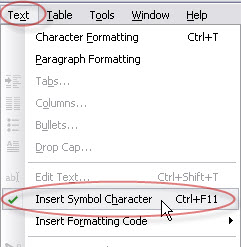 Text Table Tools Window Help
Character Formatting Ctrl+T
Paragraph Formatting
Tabs...
Columns...
Bullets...
Drop Cap...
Edit Text... Ctrl+Shift+T
Insert Symbol Character Ctrl+F11
Insert Formatting Code